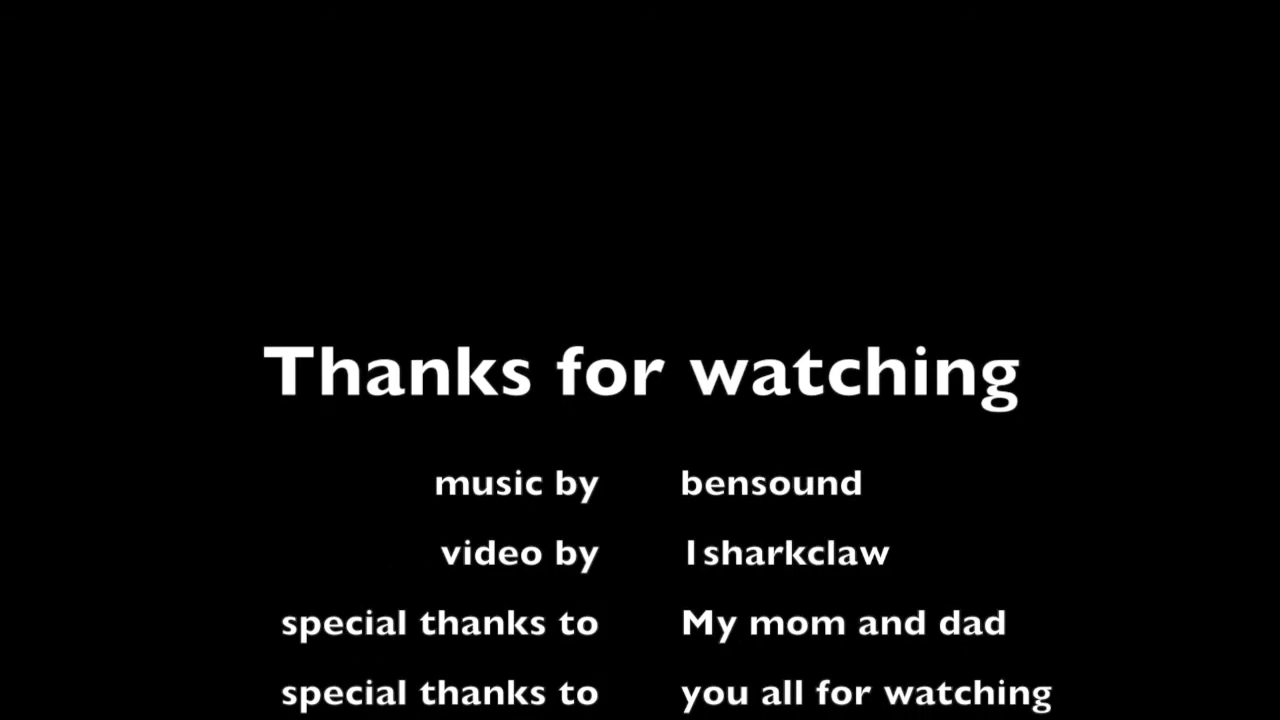 Thanks for watching
music by bensound
video by 1sharkclaw
special thanks to My mom and dad
special thanks to you all for watching